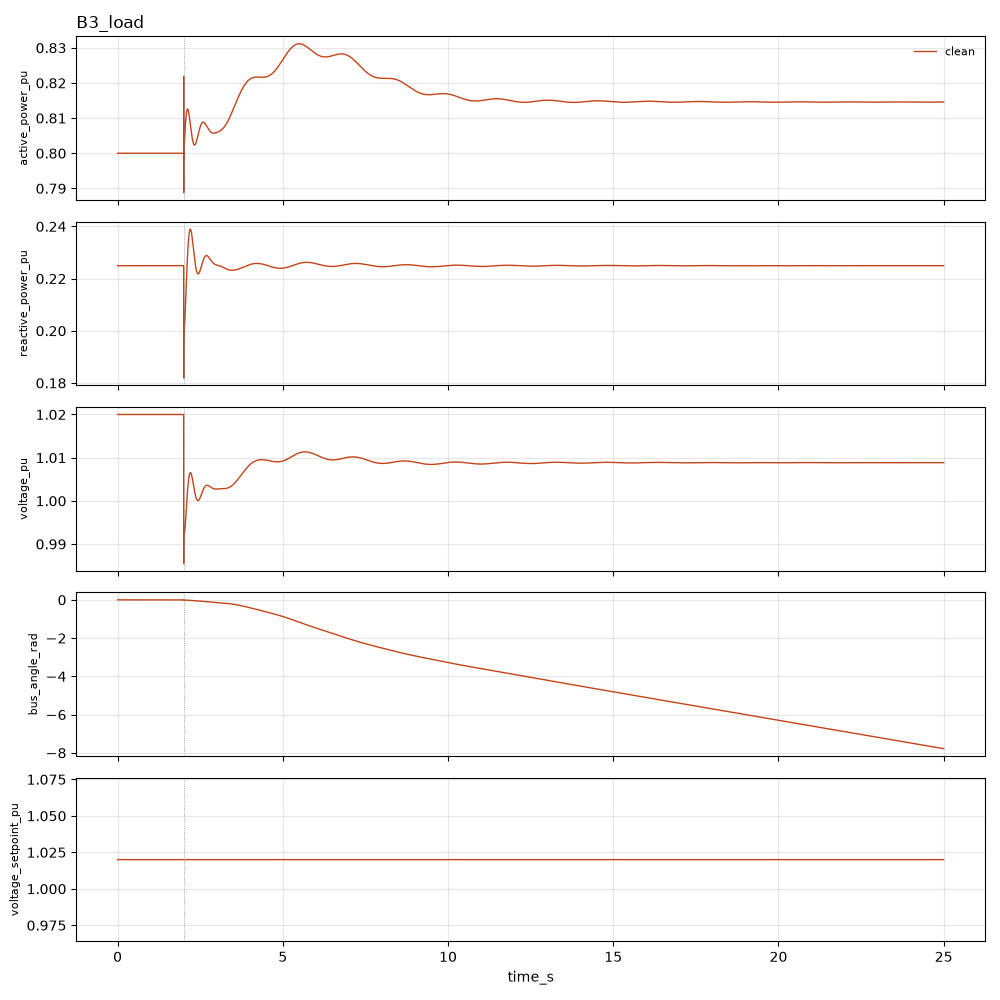 B3_load
active_power_pu
0.83
0.82
0.81
0.80
0.79
clean
reactive_power_pu
0.24
0.22
0.20
0.18
voltage_pu
1.02
1.01
1.00
0.99
bus_angle_rad
0
−2
−4
−6
−8
voltage_setpoint_pu
1.075
1.050
1.025
1.000
0.975
0 5 10 15 20 25
time_s